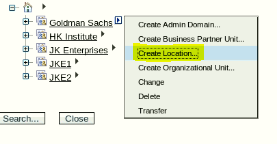 Goldman Sachs
HK Institute
JK Enterprises
JKE1
JKE2
Create Admin Domain...
Create Business Partner Unit...
Create Location...
Create Organizational Unit...
Change
Delete
Transfer
Search...
Close